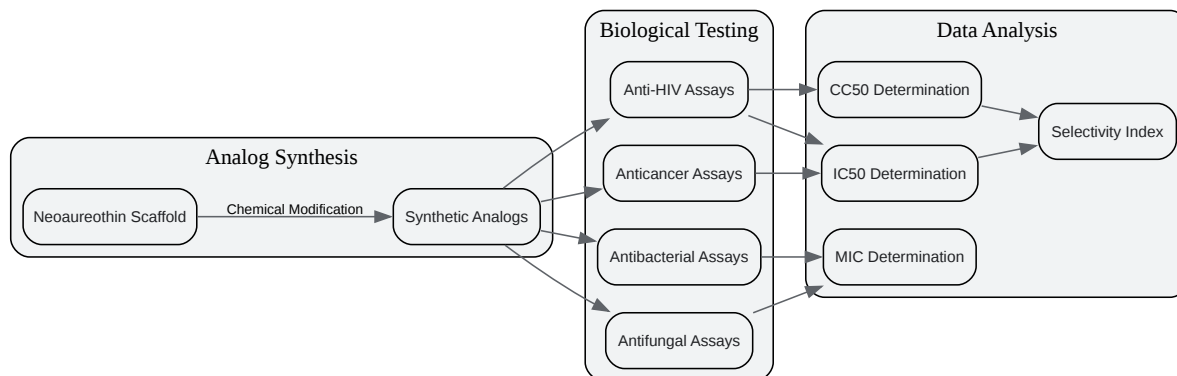 Analog Synthesis
Neoaureothin Scaffold
Chemical Modification
Synthetic Analogs
Biological Testing
Anti-HIV Assays
Anticancer Assays
Antibacterial Assays
Antifungal Assays
Data Analysis
CC50 Determination
IC50 Determination
MIC Determination
Selectivity Index